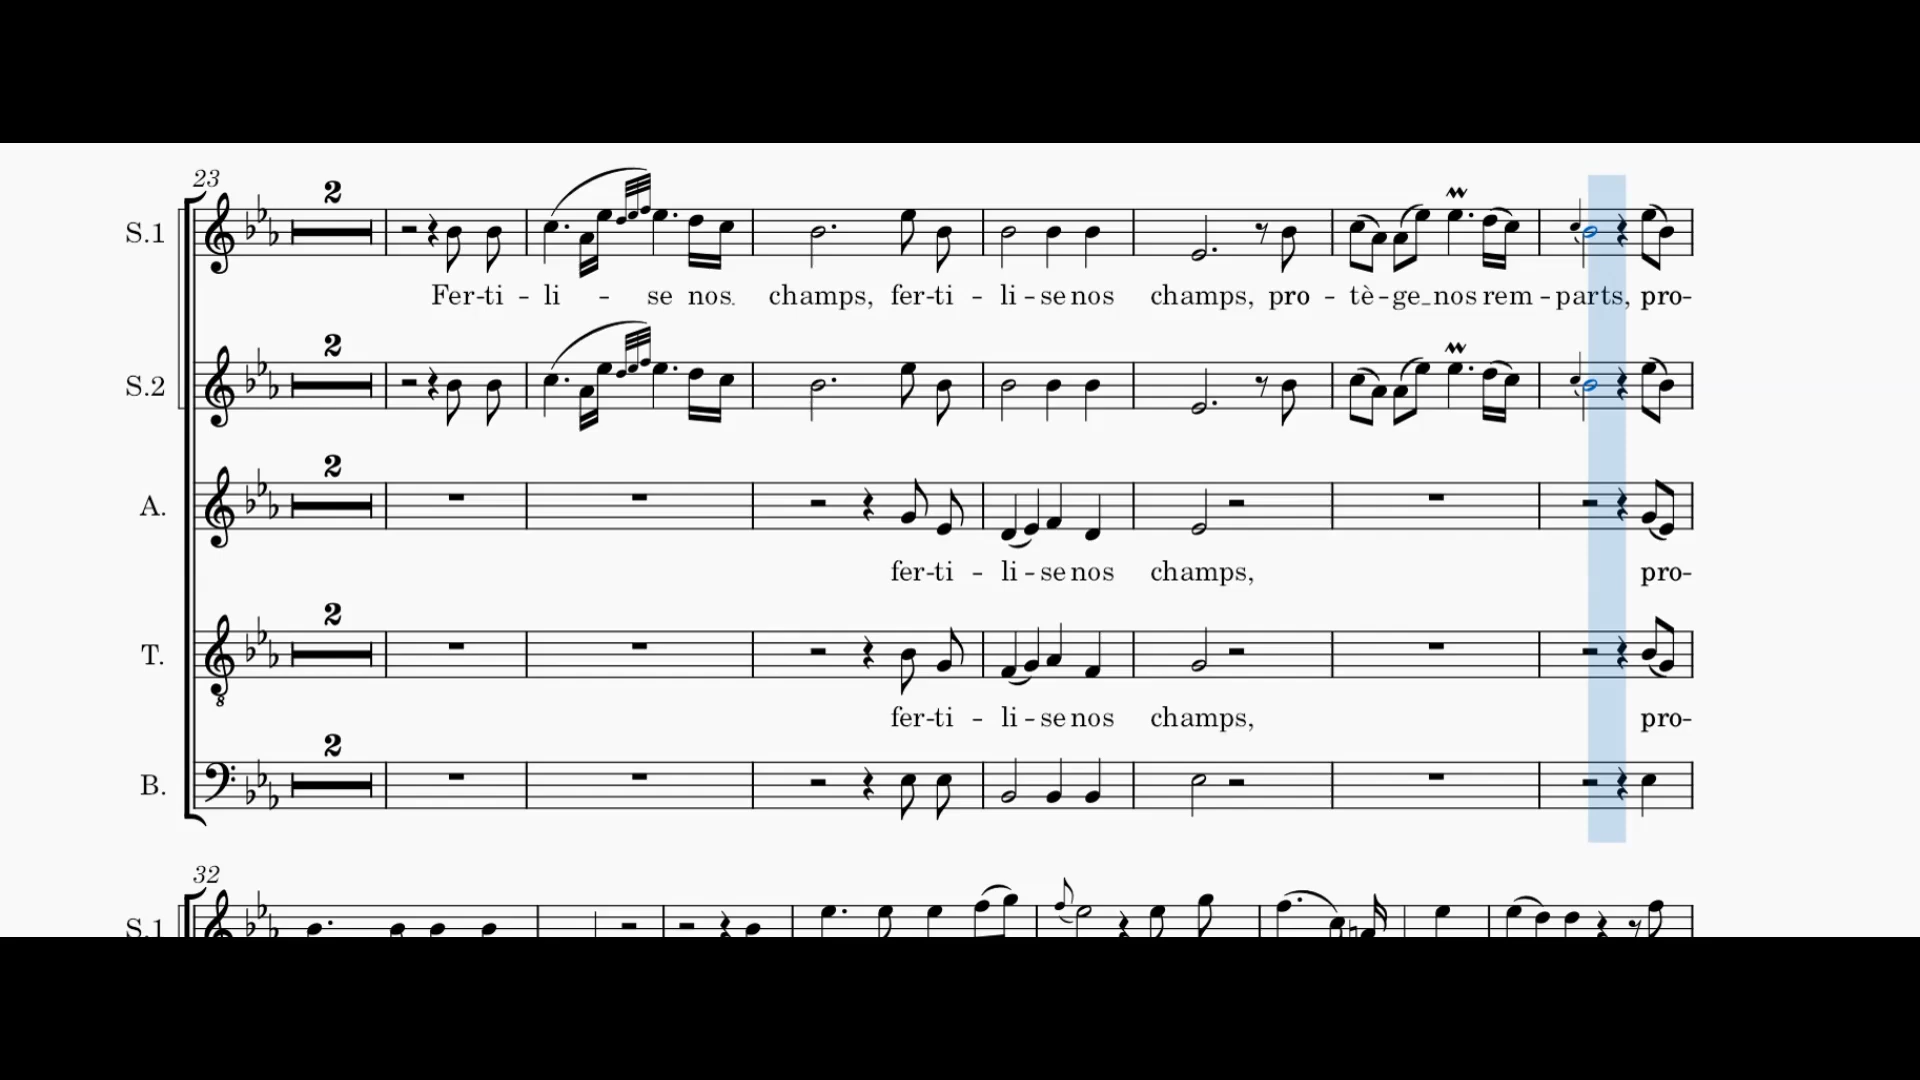 23
2
S.1
Fer-ti - li - se nos champs, fer-ti - li - se nos champs, pro - tè - ge_nos rem - parts, pro-
2
S.2
2
A.
fer-ti - li - se nos champs, pro-
2
T.
8
fer-ti - li - se nos champs, pro-
2
B.
32
S.1